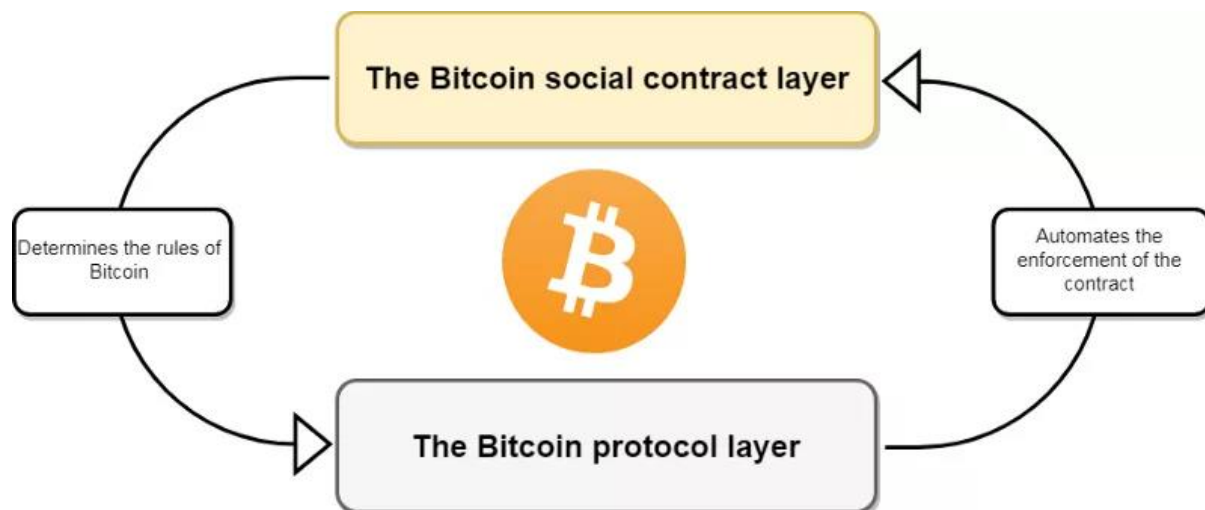 The Bitcoin social contract layer
Determines the rules of
Bitcoin
Automates the
enforcement of the
contract
The Bitcoin protocol layer